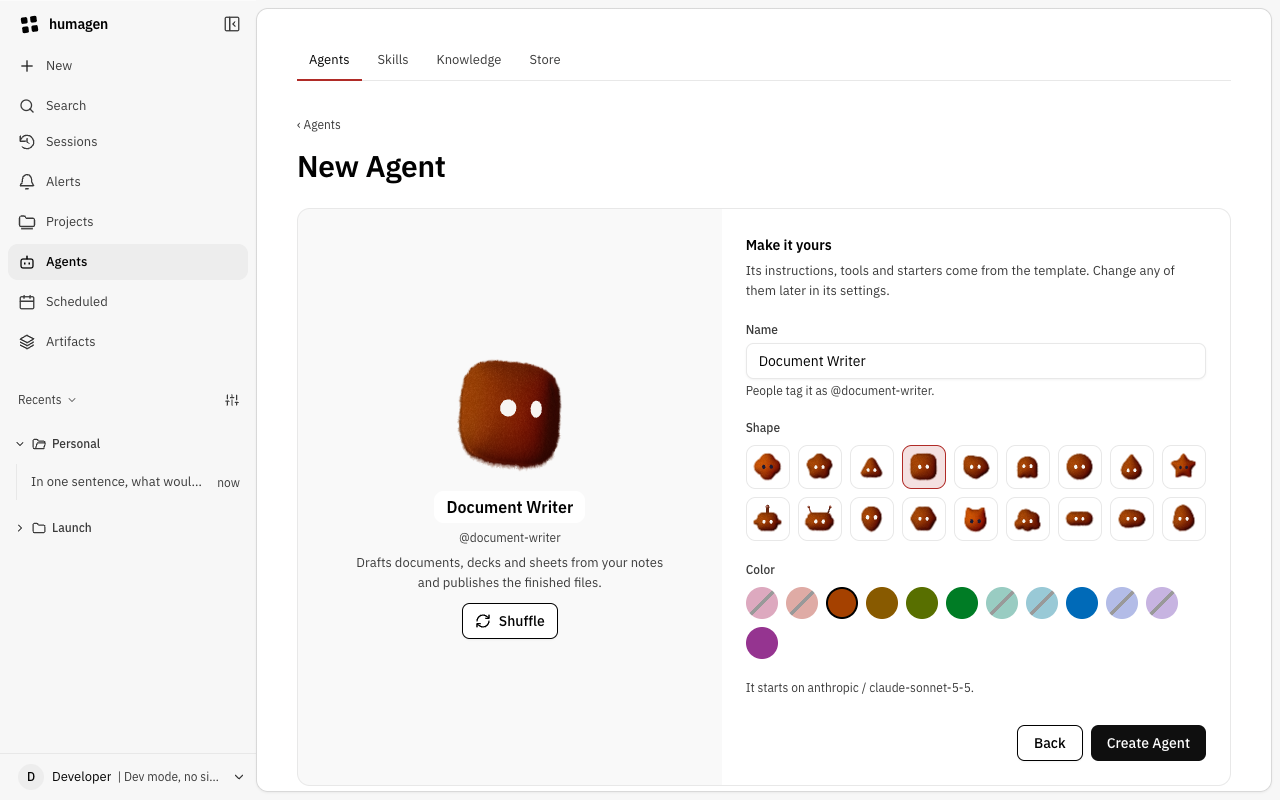 humagen
New
Search
Sessions
Alerts
Projects
Agents
Scheduled
Artifacts
Recents
Personal
In one sentence, what woul... now
Launch
D Developer | Dev mode, no si...
Agents Skills Knowledge Store
‹ Agents
New Agent
Document Writer
@document-writer
Drafts documents, decks and sheets from your notes
and publishes the finished files.
Shuffle
Make it yours
Its instructions, tools and starters come from the template. Change any of
them later in its settings.
Name
Document Writer
People tag it as @document-writer.
Shape
Color
It starts on anthropic / claude-sonnet-5-5.
Back Create Agent